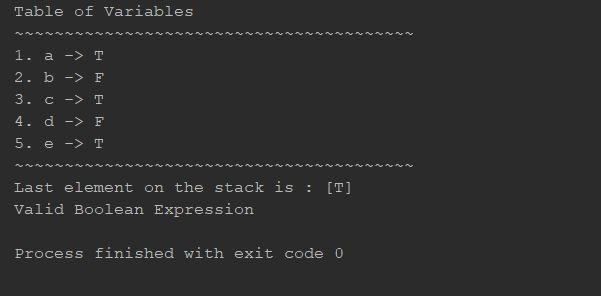 Table of Variables
~~~~~~~~~~~~~~~~~~~~~~~~~~~~~~~~~~~~~~~~
1. a -> T
2. b -> F
3. c -> T
4. d -> F
5. e -> T
~~~~~~~~~~~~~~~~~~~~~~~~~~~~~~~~~~~~~~~~
Last element on the stack is : [T]
Valid Boolean Expression
Process finished with exit code 0